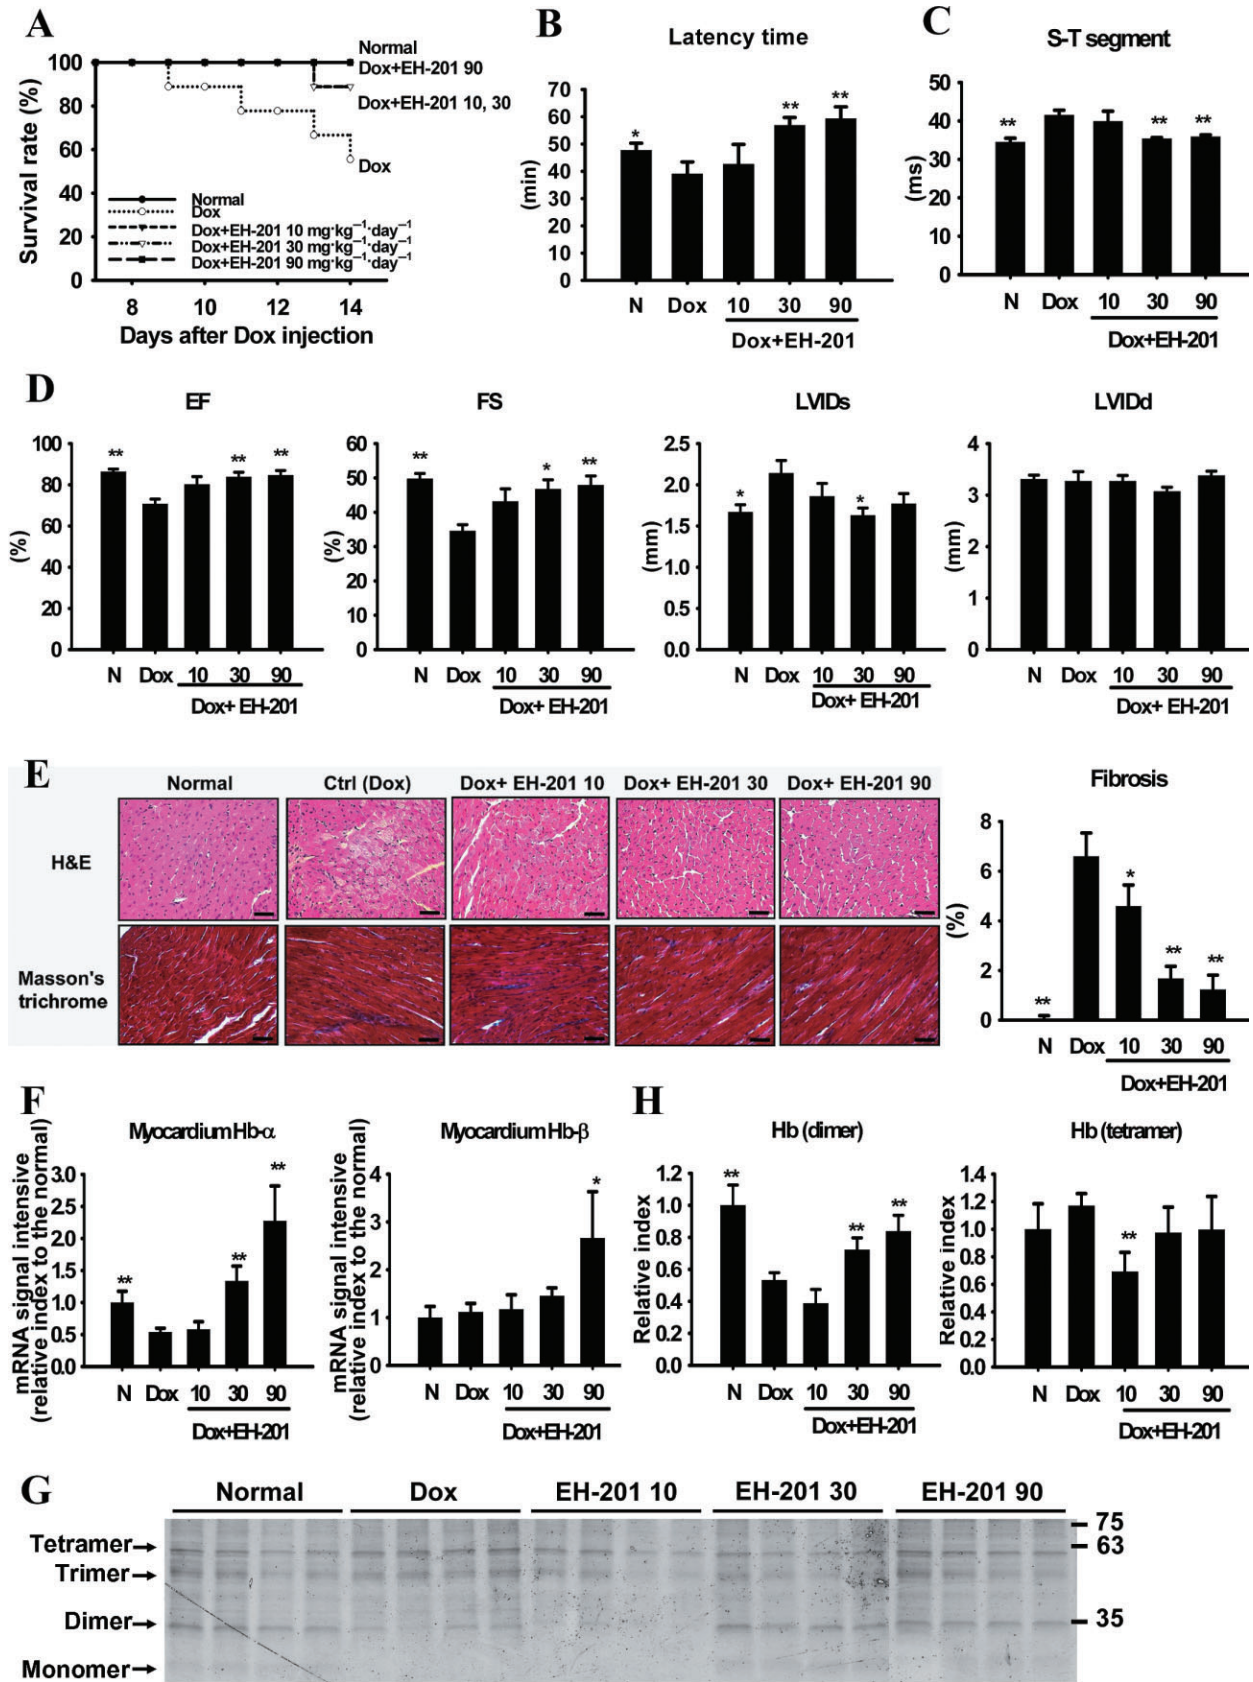 A
Survival rate (%)
100
80
60
40
20
0
8 10 12 14
Days after Dox injection
Normal
Dox+EH-201 90
Dox+EH-201 10, 30
Dox
Normal
Dox
Dox+EH-201 10 mg·kg⁻¹·day⁻¹
Dox+EH-201 30 mg·kg⁻¹·day⁻¹
Dox+EH-201 90 mg·kg⁻¹·day⁻¹
B
Latency time
(min)
70
60
50
40
30
20
10
0
* ** **
N Dox 10 30 90
Dox+EH-201
C
S-T segment
(ms)
50
40
30
20
10
0
** ** **
N Dox 10 30 90
Dox+EH-201
D
EF
(%)
100
80
60
40
20
0
** ** **
N Dox 10 30 90
Dox+ EH-201
FS
(%)
60
50
40
30
20
10
0
** * **
N Dox 10 30 90
Dox+ EH-201
LVIDs
(mm)
2.5
2.0
1.5
1.0
0.5
0.0
* *
N Dox 10 30 90
Dox+ EH-201
LVIDd
(mm)
4
3
2
1
0
N Dox 10 30 90
Dox+ EH-201
E
Normal Ctrl (Dox) Dox+ EH-201 10 Dox+ EH-201 30 Dox+ EH-201 90
H&E
Masson's
trichrome
Fibrosis
(%)
8
6
4
2
0
** * ** **
N Dox 10 30 90
Dox+EH-201
F
Myocardium Hb-α
mRNA signal intensive
(relative index to the normal)
3.0
2.5
2.0
1.5
1.0
0.5
0.0
** ** **
N Dox 10 30 90
Dox+EH-201
Myocardium Hb-β
mRNA signal intensive
(relative index to the normal)
4
3
2
1
0
*
N Dox 10 30 90
Dox+EH-201
H
Hb (dimer)
Relative index
1.2
1.0
0.8
0.6
0.4
0.2
0.0
** ** **
N Dox 10 30 90
Dox+EH-201
Hb (tetramer)
Relative index
1.4
1.2
1.0
0.8
0.6
0.4
0.2
0.0
**
N Dox 10 30 90
Dox+EH-201
G
Normal Dox EH-201 10 EH-201 30 EH-201 90
Tetramer
Trimer
Dimer
Monomer
75
63
35